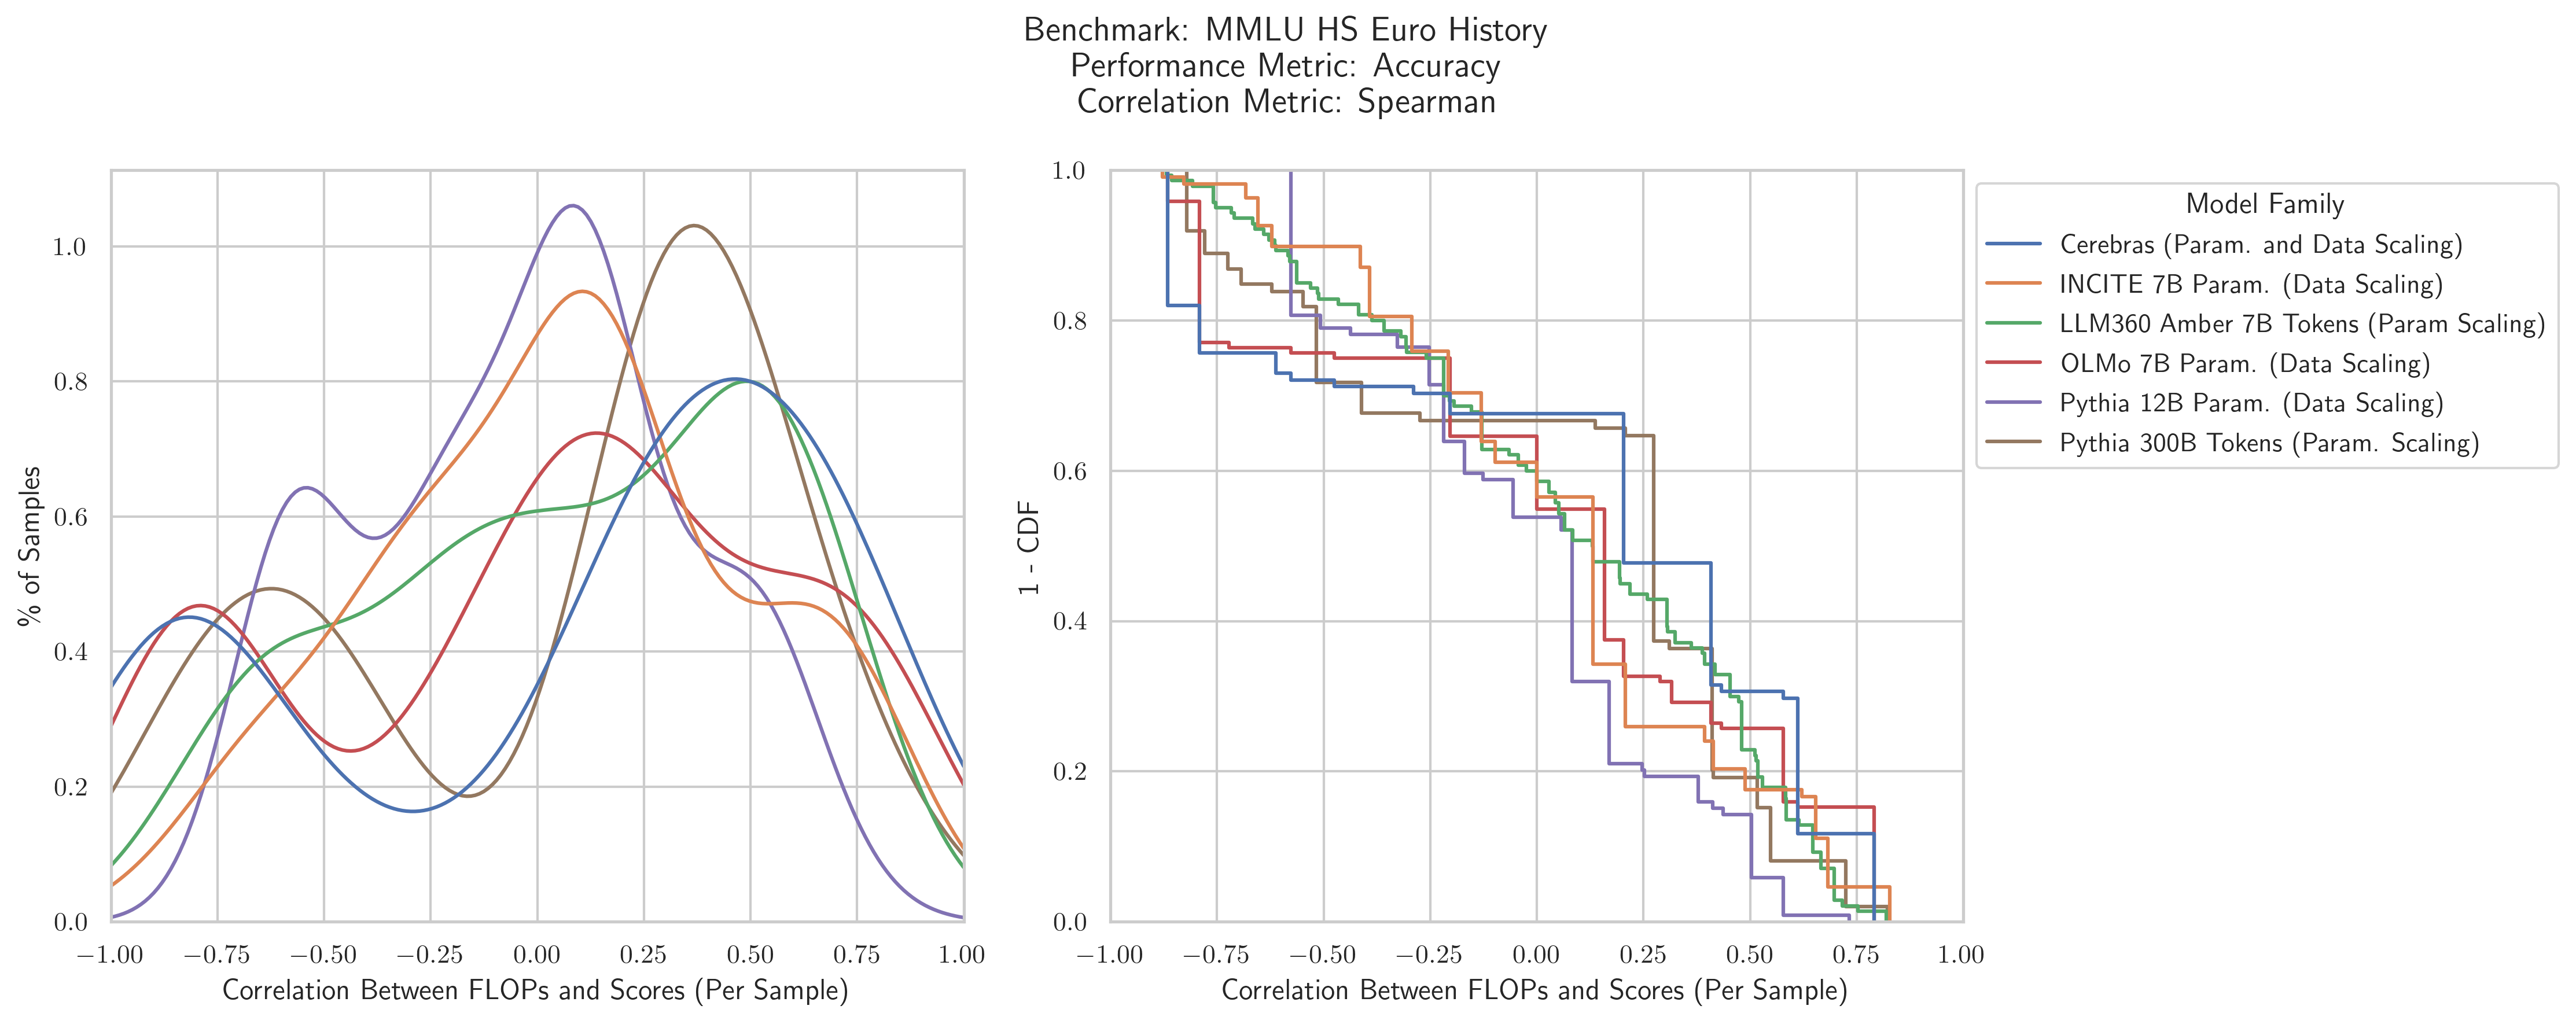 Benchmark: MMLU HS Euro History
Performance Metric: Accuracy
Correlation Metric: Spearman
% of Samples
1.0
0.8
0.6
0.4
0.2
0.0
−1.00 −0.75 −0.50 −0.25 0.00 0.25 0.50 0.75 1.00
Correlation Between FLOPs and Scores (Per Sample)
1 - CDF
1.0
0.8
0.6
0.4
0.2
0.0
−1.00 −0.75 −0.50 −0.25 0.00 0.25 0.50 0.75 1.00
Correlation Between FLOPs and Scores (Per Sample)
Model Family
Cerebras (Param. and Data Scaling)
INCITE 7B Param. (Data Scaling)
LLM360 Amber 7B Tokens (Param Scaling)
OLMo 7B Param. (Data Scaling)
Pythia 12B Param. (Data Scaling)
Pythia 300B Tokens (Param. Scaling)